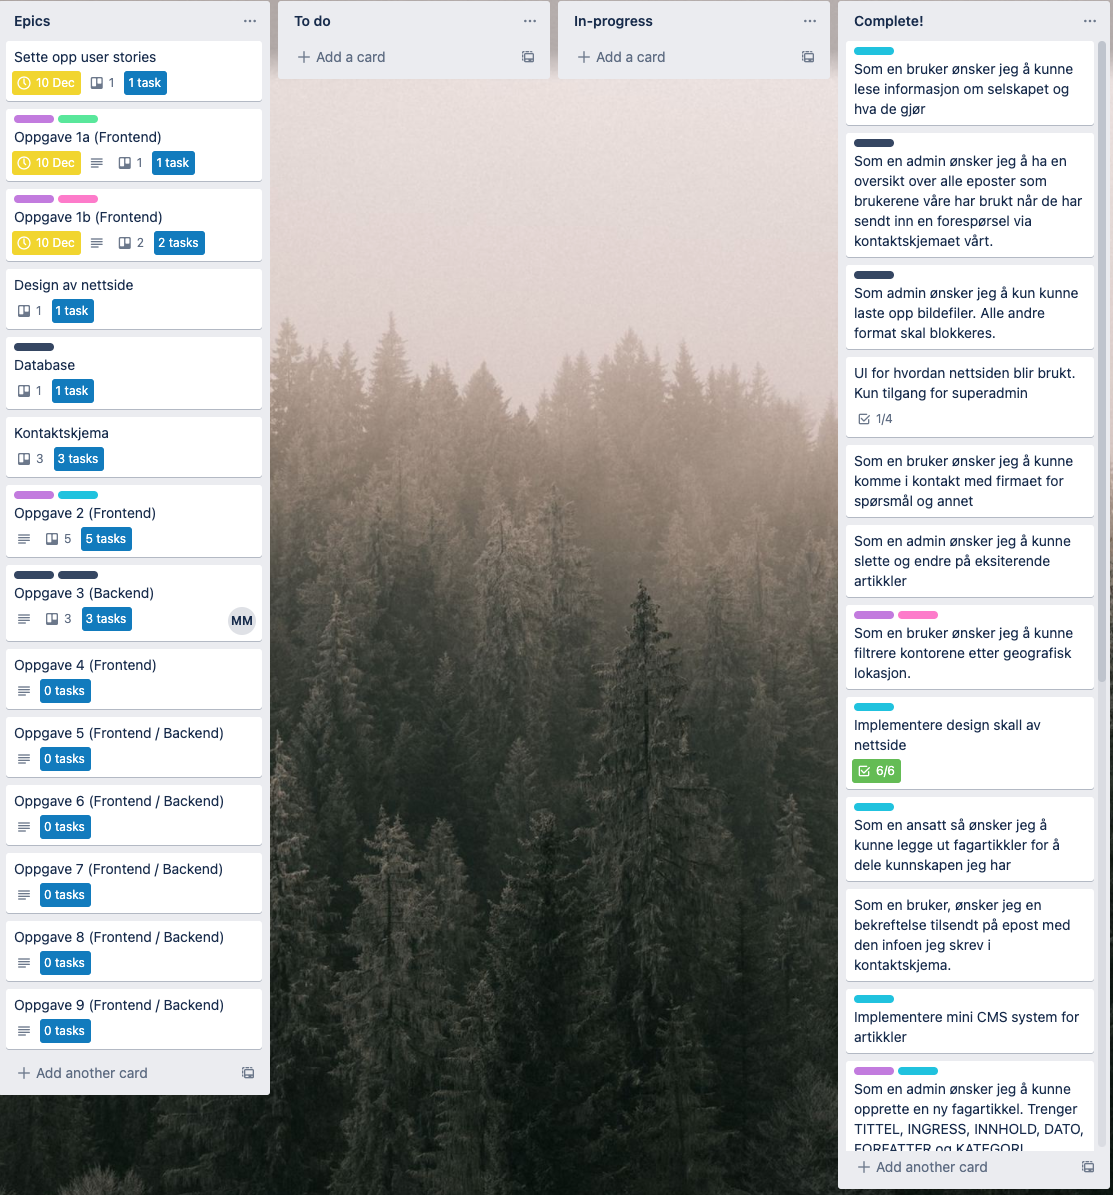 Epics
Sette opp user stories
10 Dec
1
1 task
Oppgave 1a (Frontend)
10 Dec
1
1 task
Oppgave 1b (Frontend)
10 Dec
2
2 tasks
Design av nettside
1
1 task
Database
1
1 task
Kontaktskjema
3
3 tasks
Oppgave 2 (Frontend)
5
5 tasks
Oppgave 3 (Backend)
3
3 tasks
MM
Oppgave 4 (Frontend)
0 tasks
Oppgave 5 (Frontend / Backend)
0 tasks
Oppgave 6 (Frontend / Backend)
0 tasks
Oppgave 7 (Frontend / Backend)
0 tasks
Oppgave 8 (Frontend / Backend)
0 tasks
Oppgave 9 (Frontend / Backend)
0 tasks
Add another card
To do
Add a card
In-progress
Add a card
Complete!
Som en bruker ønsker jeg å kunne
lese informasjon om selskapet og
hva de gjør
Som en admin ønsker jeg å ha en
oversikt over alle eposter som
brukerene våre har brukt når de har
sendt inn en forespørsel via
kontaktskjemaet vårt.
Som admin ønsker jeg å kun kunne
laste opp bildefiler. Alle andre
format skal blokkeres.
UI for hvordan nettsiden blir brukt.
Kun tilgang for superadmin
1/4
Som en bruker ønsker jeg å kunne
komme i kontakt med firmaet for
spørsmål og annet
Som en admin ønsker jeg å kunne
slette og endre på eksiterende
artikkler
Som en bruker ønsker jeg å kunne
filtrere kontorene etter geografisk
lokasjon.
Implementere design skall av
nettside
6/6
Som en ansatt så ønsker jeg å
kunne legge ut fagartikkler for å
dele kunnskapen jeg har
Som en bruker, ønsker jeg en
bekreftelse tilsendt på epost med
den infoen jeg skrev i
kontaktskjema.
Implementere mini CMS system for
artikkler
Som en admin ønsker jeg å kunne
opprette en ny fagartikkel. Trenger
TITTEL, INGRESS, INNHOLD, DATO,
FORFATTER og KATEGORI
Add another card